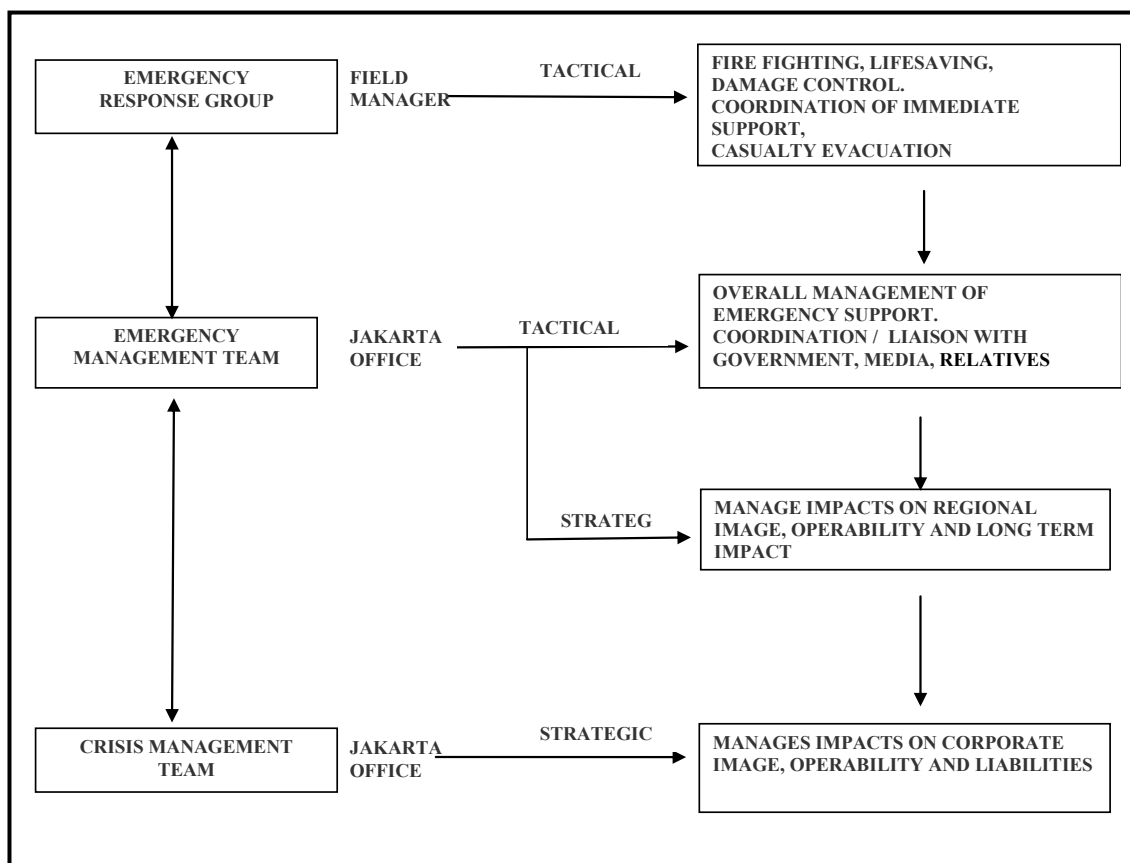 EMERGENCY
RESPONSE GROUP
FIELD
MANAGER
TACTICAL
FIRE FIGHTING, LIFESAVING,
DAMAGE CONTROL.
COORDINATION OF IMMEDIATE
SUPPORT,
CASUALTY EVACUATION
EMERGENCY
MANAGEMENT TEAM
JAKARTA
OFFICE
TACTICAL
OVERALL MANAGEMENT OF
EMERGENCY SUPPORT.
COORDINATION / LIAISON WITH
GOVERNMENT, MEDIA, RELATIVES
STRATEG
MANAGE IMPACTS ON REGIONAL
IMAGE, OPERABILITY AND LONG TERM
IMPACT
CRISIS MANAGEMENT
TEAM
JAKARTA
OFFICE
STRATEGIC
MANAGES IMPACTS ON CORPORATE
IMAGE, OPERABILITY AND LIABILITIES